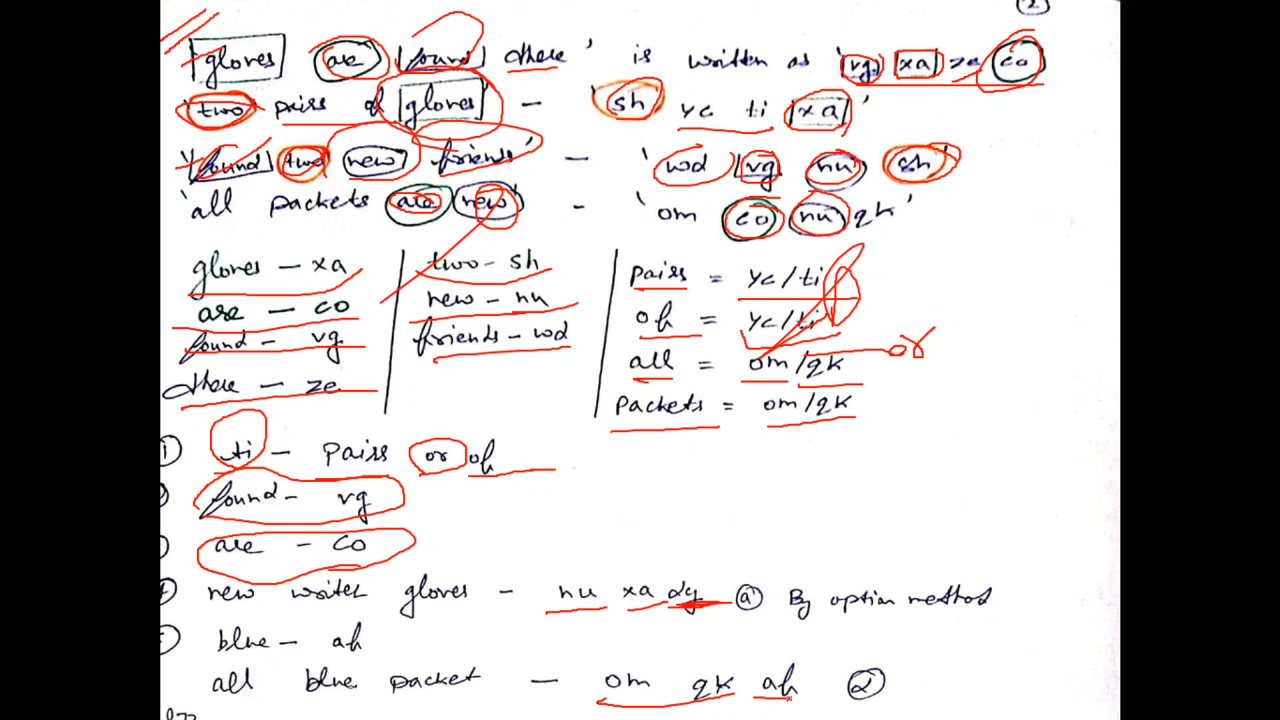 (2)
'gloves are found there' is written as 'vg xa ze co
'two pairs of gloves' - 'sh yc ti xa'
'found two new friends' - 'wd vg nu sh'
'all packets are new' - 'om co nu qk'
gloves - xa
are - co
found - vg
there - ze
two - sh
new - nu
friends - wd
pairs = yc/ti
of = yc/ti
all = om/qk or
packets = om/qk
① ti - pairs or of
found - vg
are - co
new writer gloves - nu xa dy (a) By option method
blue - ah
all blue packet - om qk ah (d)